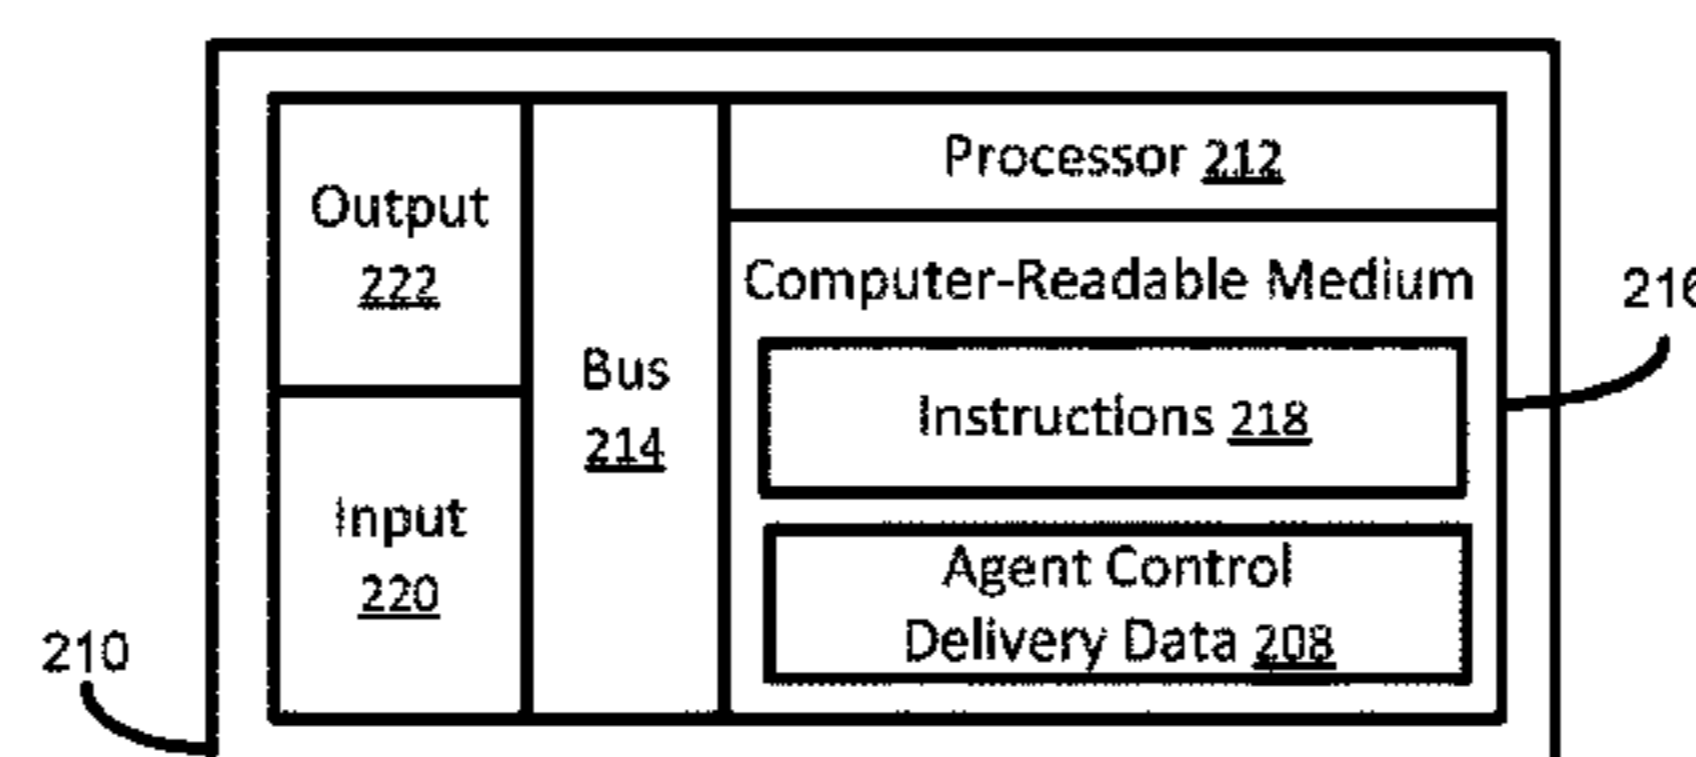 Output
222
Input
220
Bus
214
Processor 212
Computer-Readable Medium
Instructions 218
Agent Control
Delivery Data 208
210